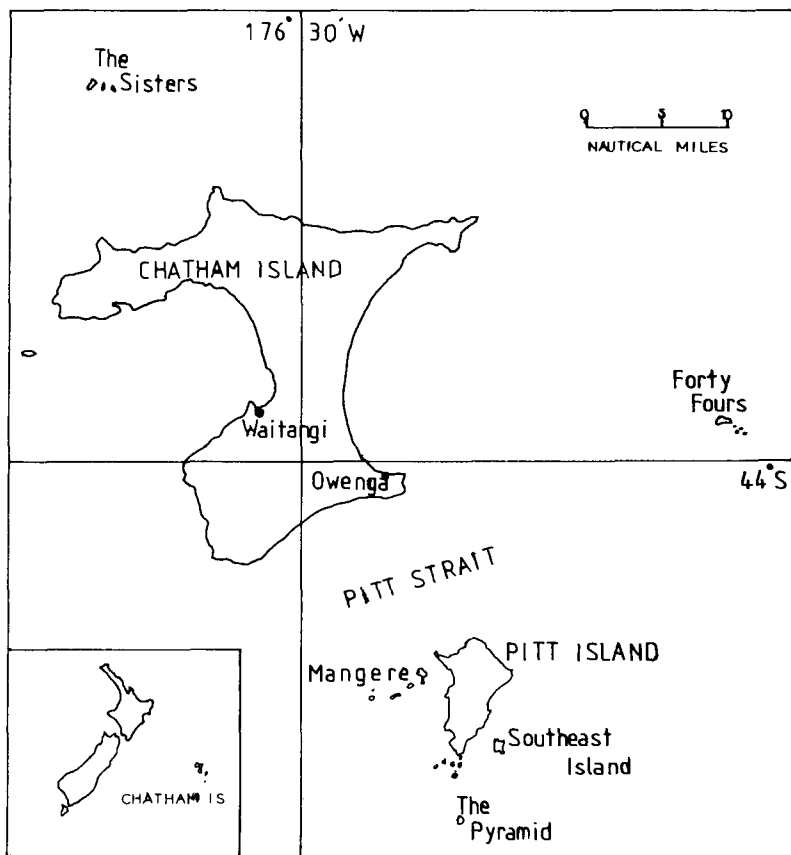 176° 30′ W
The
Sisters
0 5 10
NAUTICAL MILES
CHATHAM ISLAND
Forty
Fours
Waitangi
Owenga
44°S
PITT STRAIT
PITT ISLAND
Mangere
Southeast
Island
CHATHAM IS
The
Pyramid